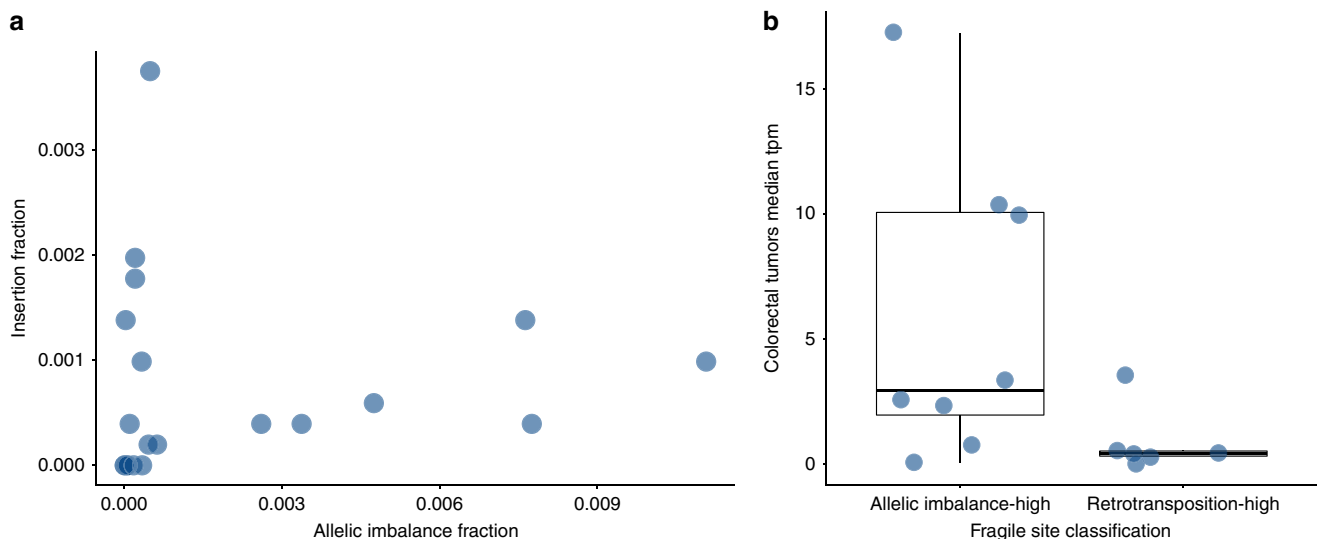 a
0.003
0.002
0.001
0.000
Insertion fraction
0.000 0.003 0.006 0.009
Allelic imbalance fraction
b
15
10
5
0
Colorectal tumors median tpm
Allelic imbalance-high Retrotransposition-high
Fragile site classification